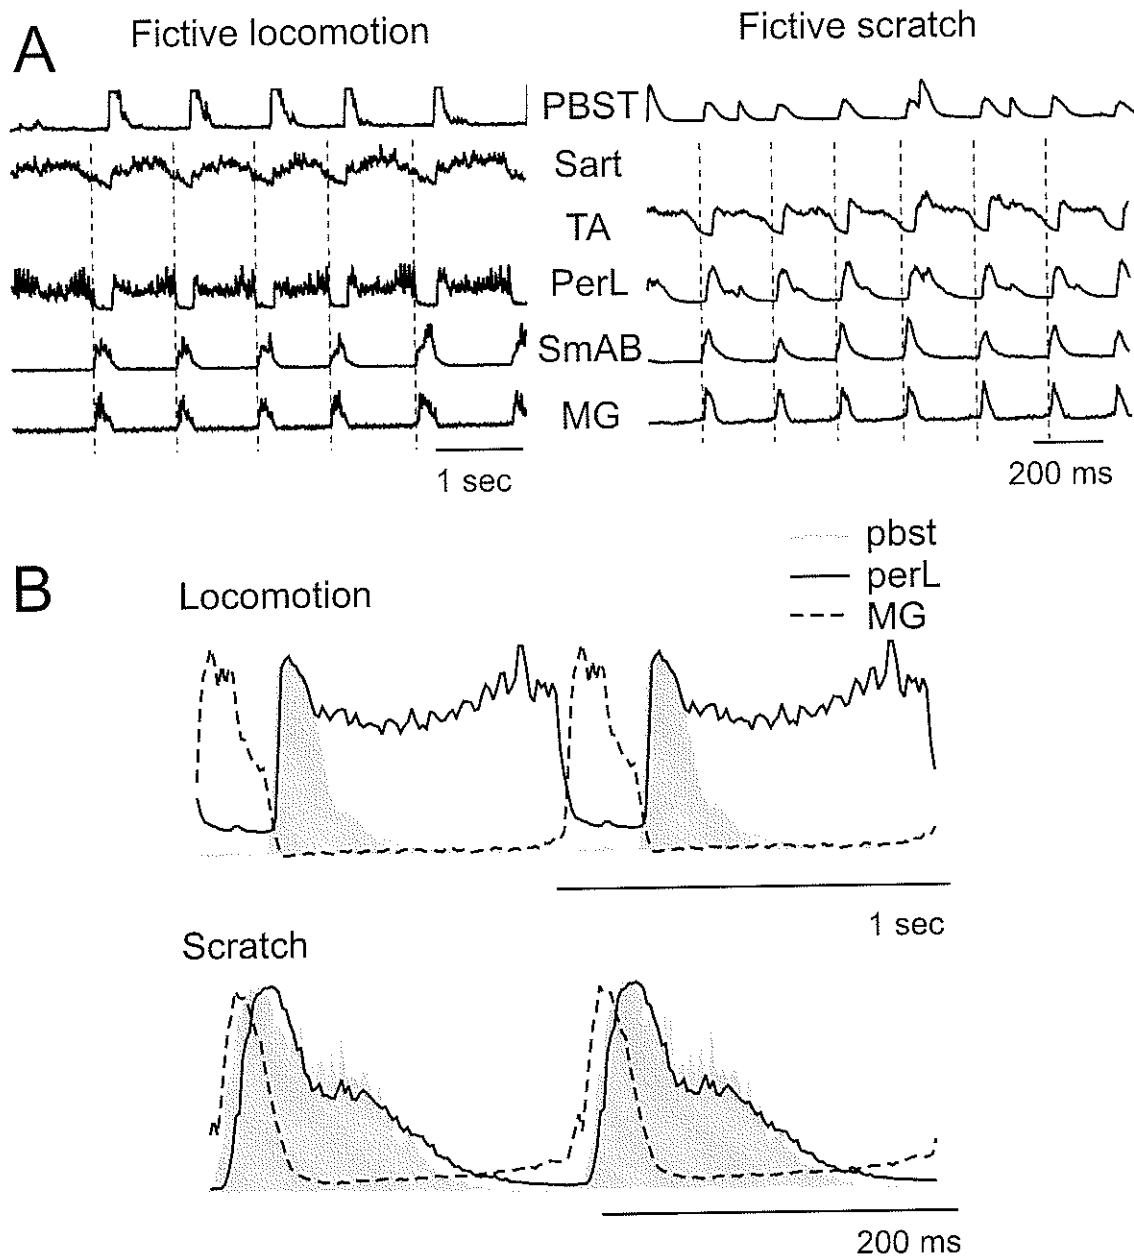 A
Fictive locomotion
Fictive scratch
PBST
Sart
TA
PerL
SmAB
MG
1 sec
200 ms
B
Locomotion
pbst
perL
MG
1 sec
Scratch
200 ms